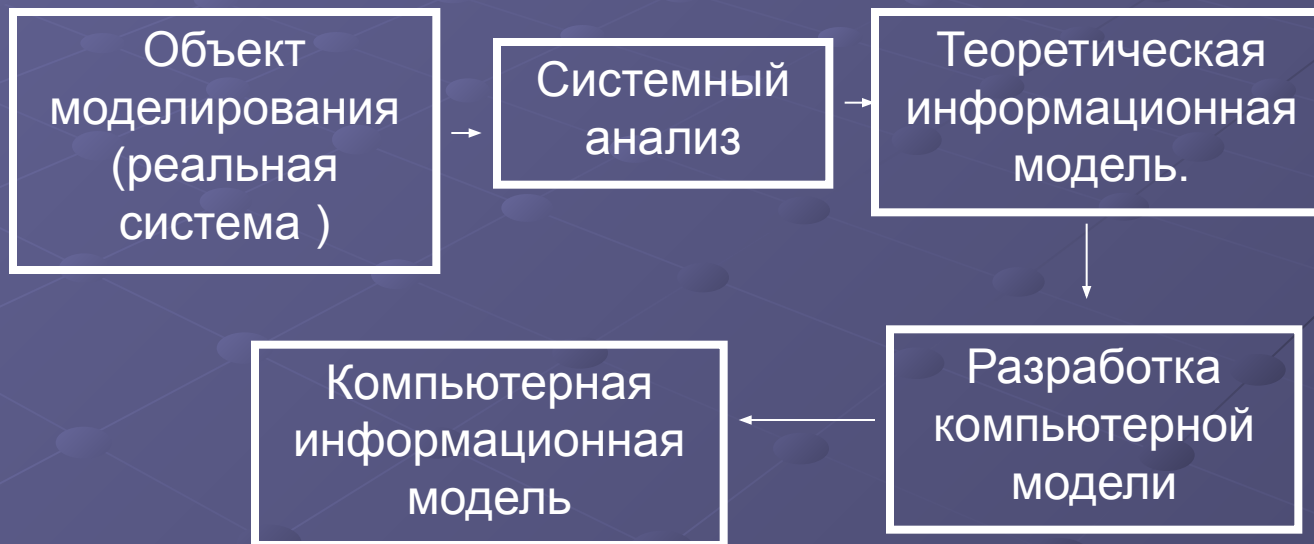 Объект
моделирования
(реальная
система )
Системный
анализ
Теоретическая
информационная
модель.
Разработка
компьютерной
модели
Компьютерная
информационная
модель